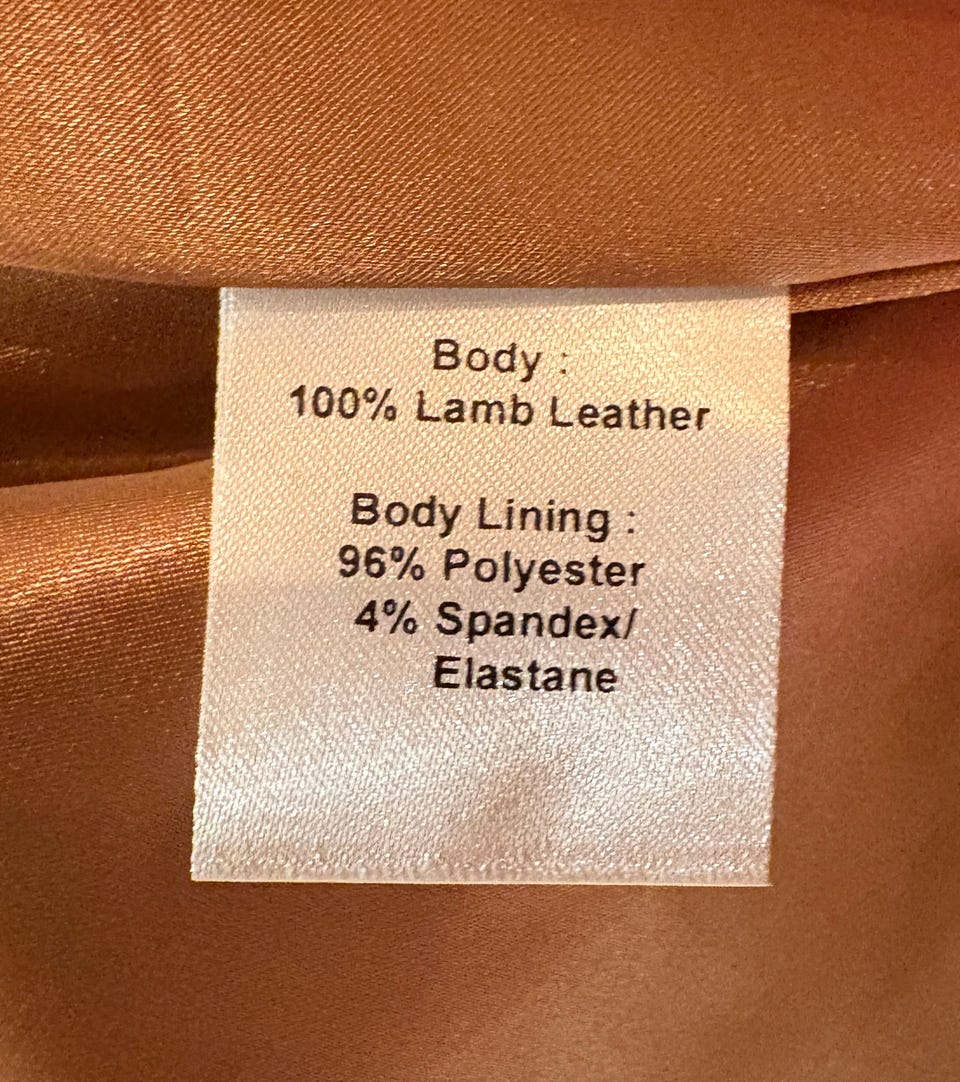 Body :
100% Lamb Leather
Body Lining :
96% Polyester
4% Spandex/
Elastane